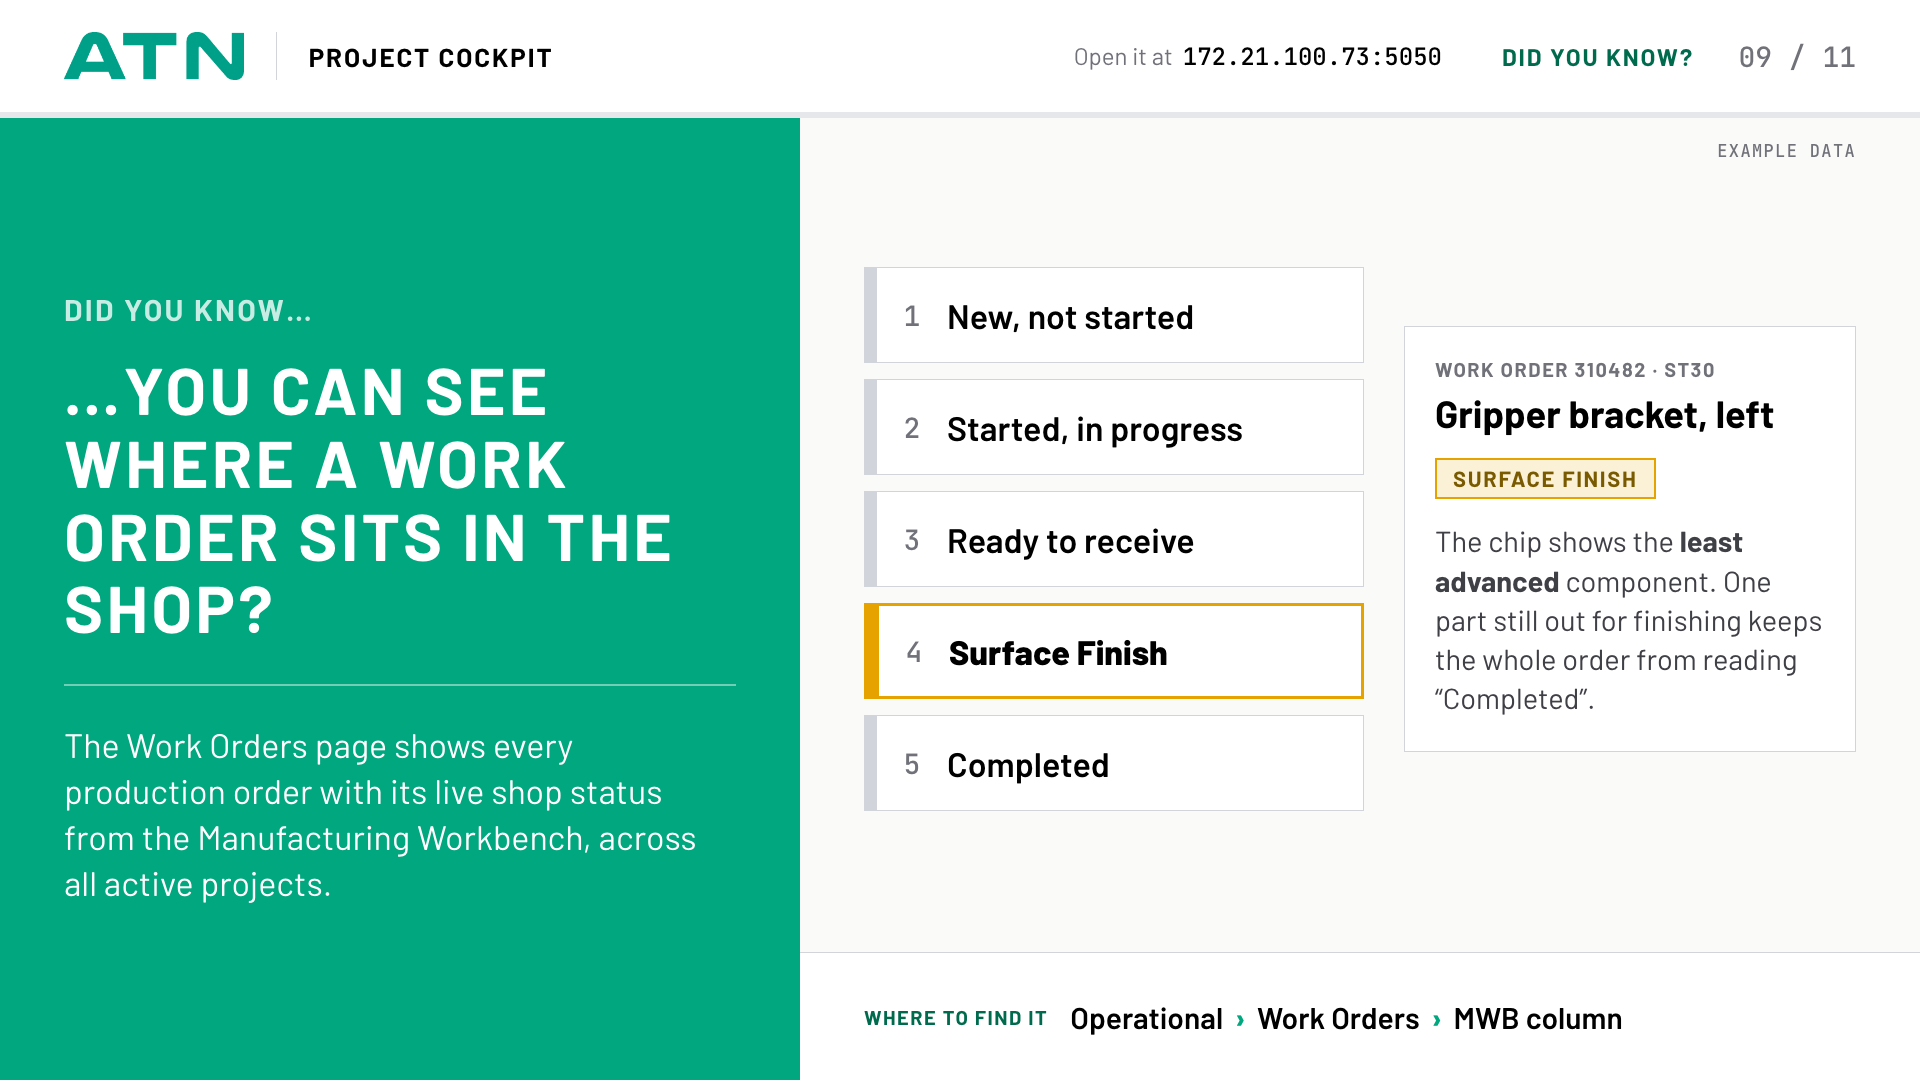 ATN
PROJECT COCKPIT
Open it at 172.21.100.73:5050
DID YOU KNOW?
09 / 11
EXAMPLE DATA
DID YOU KNOW…
…YOU CAN SEE
WHERE A WORK
ORDER SITS IN THE
SHOP?
The Work Orders page shows every
production order with its live shop status
from the Manufacturing Workbench, across
all active projects.
1 New, not started
2 Started, in progress
3 Ready to receive
4 Surface Finish
5 Completed
WORK ORDER 310482 · ST30
Gripper bracket, left
SURFACE FINISH
The chip shows the least
advanced component. One
part still out for finishing keeps
the whole order from reading
“Completed”.
WHERE TO FIND IT Operational › Work Orders › MWB column